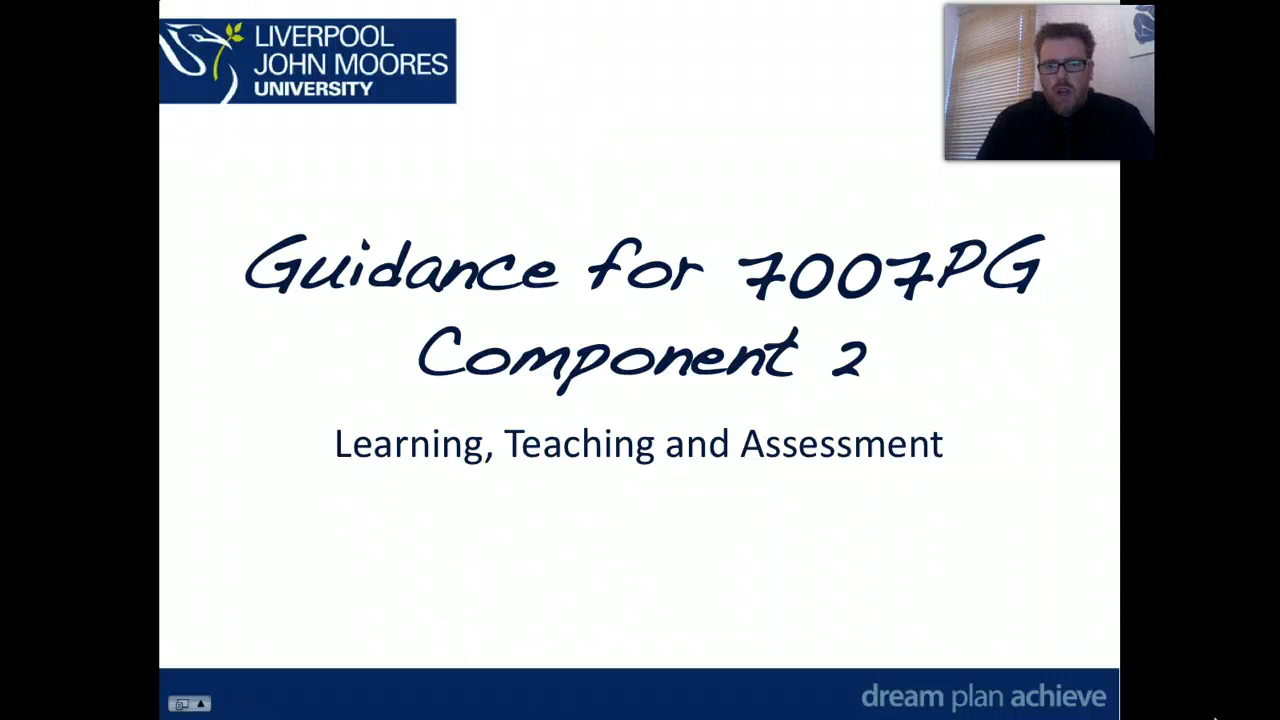 LIVERPOOL
JOHN MOORES
UNIVERSITY
Guidance for 7007PG
Component 2
Learning, Teaching and Assessment
dream plan achieve